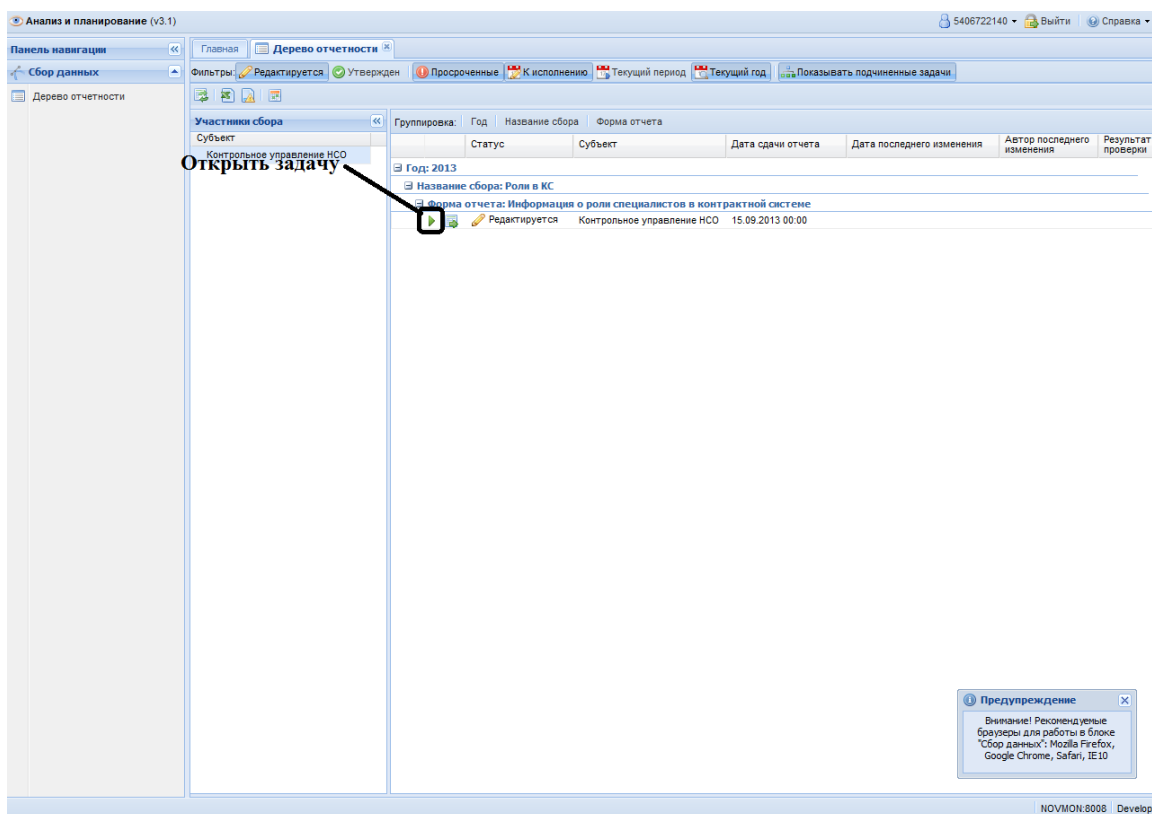 Анализ и планирование (v3.1)
5406722140 Выйти Справка
Панель навигации
Главная Дерево отчетности
Сбор данных
Фильтры: Редактируется Утвержден Просроченные К исполнению Текущий период Текущий год Показывать подчиненные задачи
Дерево отчетности
Участники сбора
Группировка: Год Название сбора Форма отчета
Субъект
Статус Субъект Дата сдачи отчета Дата последнего изменения Автор последнего изменения Результат проверки
Контрольное управление НСО
Открыть задачу
Год: 2013
Название сбора: Роли в КС
Форма отчета: Информация о роли специалистов в контрактной системе
Редактируется Контрольное управление НСО 15.09.2013 00:00
Предупреждение
Внимание! Рекомендуемые
браузеры для работы в блоке
"Сбор данных": Mozilla Firefox,
Google Chrome, Safari, IE10
NOVMON:8008 Develop